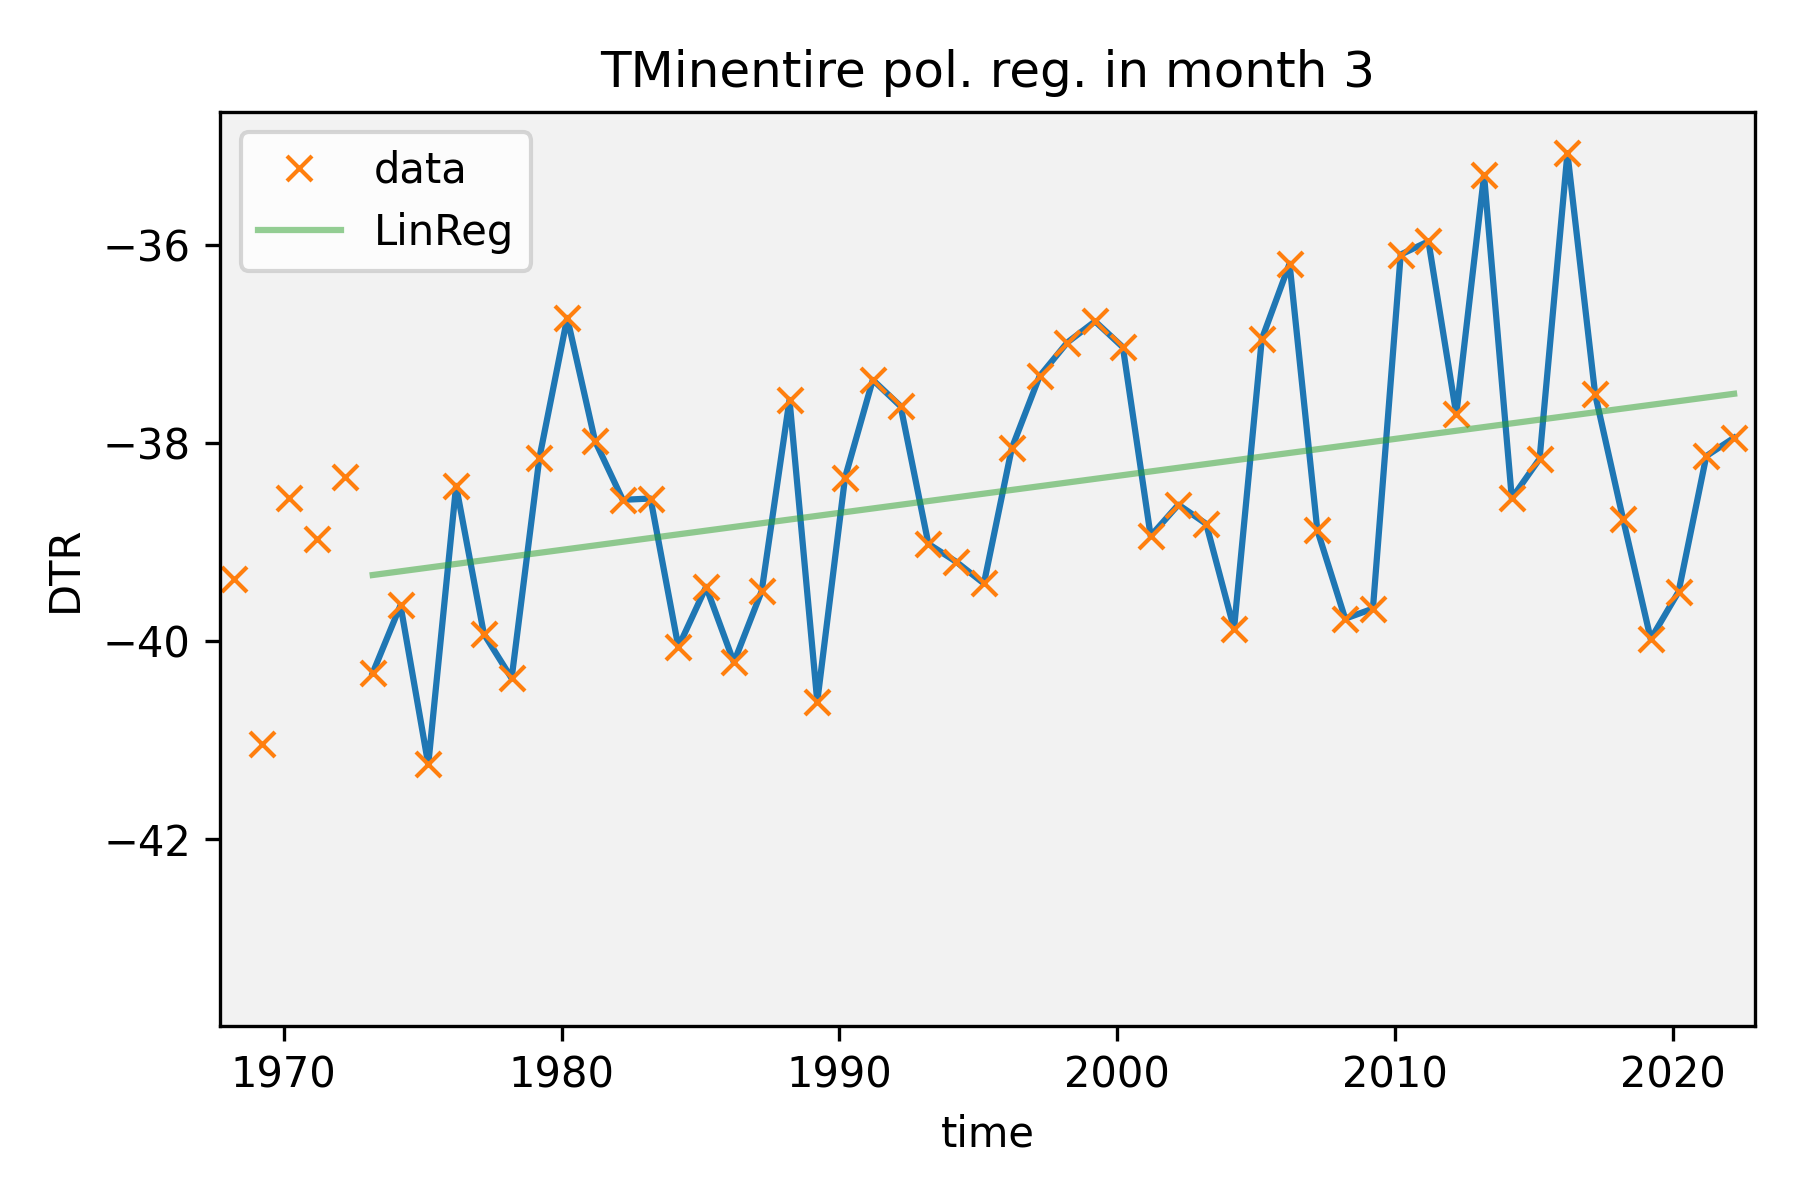 TMinentire pol. reg. in month 3
data
LinReg
DTR
−36
−38
−40
−42
1970 1980 1990 2000 2010 2020
time